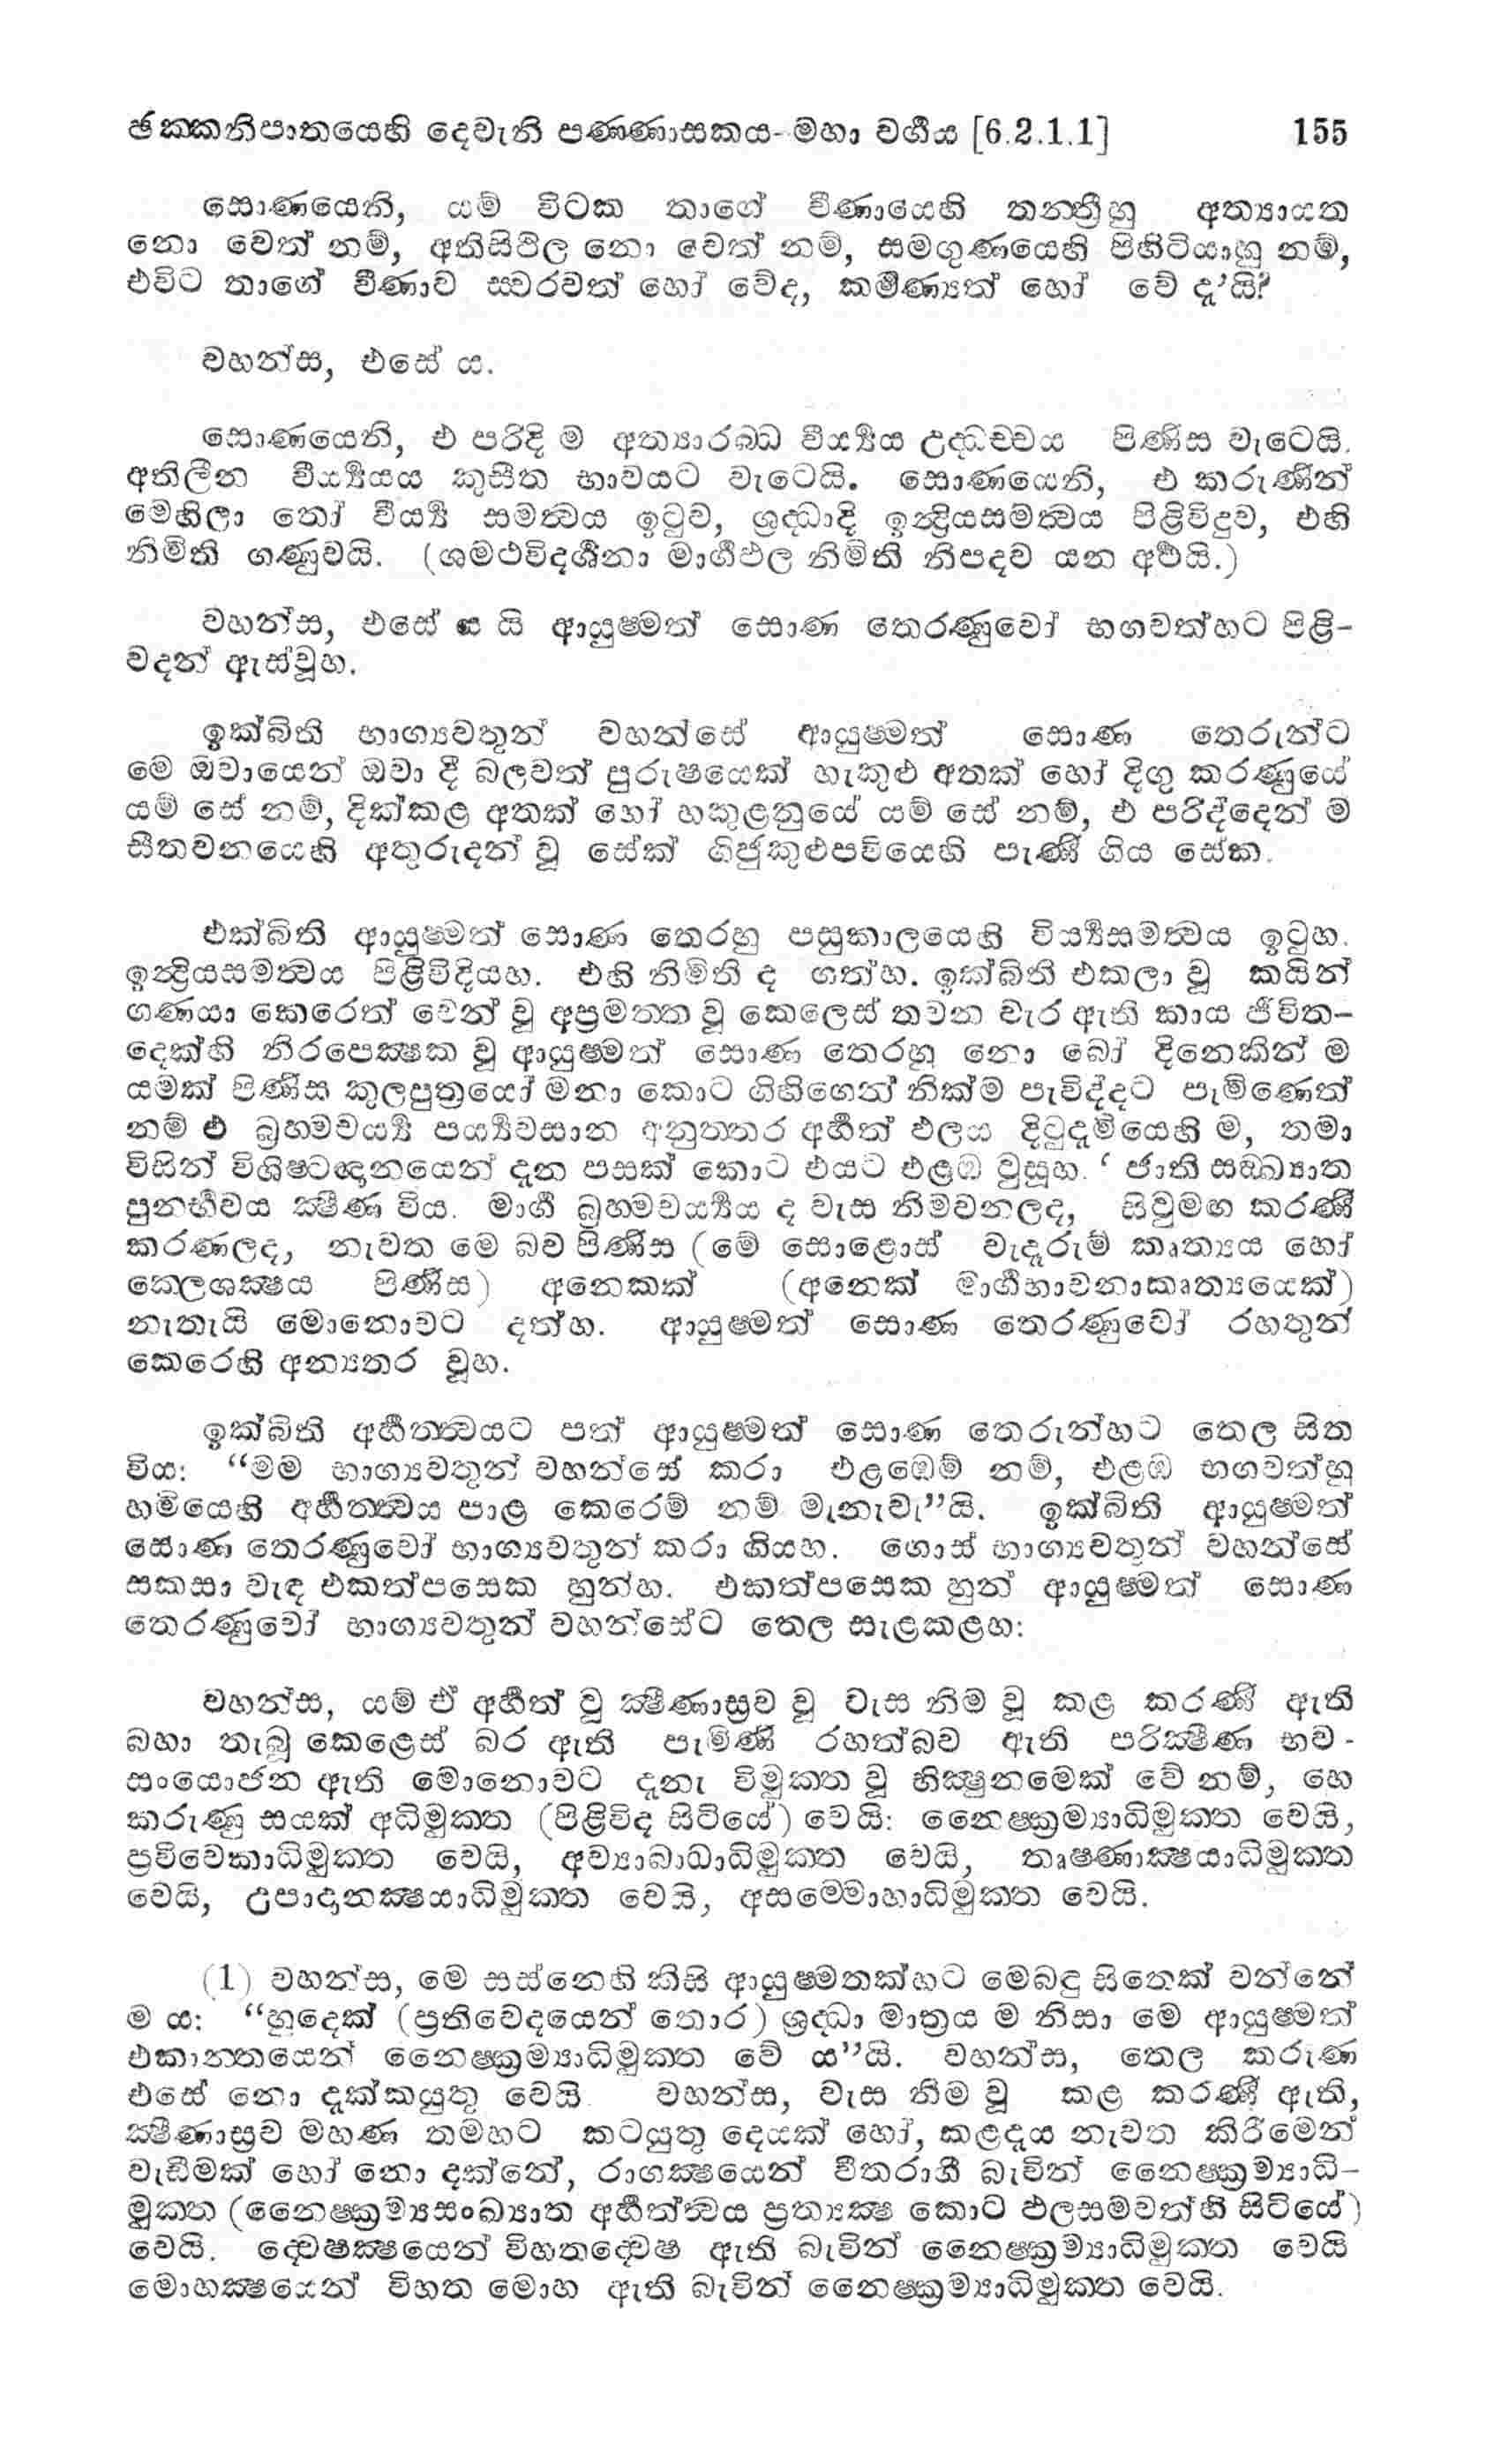 ඡක්කනිපාතයෙහි දෙවැනි පණ්ණාසකය - මහා වර්ගය [6.2.1.1] 155
සොණයෙනි, යම් විටක තාගේ වීණායෙහි තන්ත්‍රීහු අත්‍යායත
නො වෙත් නම්, අතිසිථිල නො වෙත් නම්, සමගුණයෙහි පිහිටියාහු නම්,
එවිට තාගේ වීණාව ස්වරවත් හෝ වේද, කර්මණ්‍යත් හෝ වේ දැ’යි?
වහන්ස, එසේ ය.
සොණයෙනි, එ පරිදි ම අත්‍යාරබ්ධ වීර්‍ය්‍යය උද්ධච්චය පිණිස වැටෙයි.
අතිලීන වීර්‍ය්‍යයය කුසීත භාවයට වැටෙයි. සොණයෙනි, එ කරුණින්
මෙහිලා තෝ වීර්‍ය්‍ය සමත්වය ඉටුව, ශ්‍රද්ධාදි ඉන්ද්‍රියසමත්වය පිළිවිදුව, එහි
නිමිති ගණුවයි. (ශමථවිදර්ශනා මාර්ගඵල නිමිති නිපදව යන අර්ථයි.)
වහන්ස, එසේ ය යි ආයුෂ්මත් සොණ තෙරණුවෝ භගවත්හට පිළි-
වදන් ඇස්වූහ.
ඉක්බිති භාග්‍යවතුන් වහන්සේ ආයුෂ්මත් සොණ තෙරුන්ට
මෙ ඔවායෙන් ඔවා දී බලවත් පුරුෂයෙක් හැකුළු අතක් හෝ දිගු කරණුයේ
යම් සේ නම්, දික්කළ අතක් හෝ හකුළනුයේ යම් සේ නම්, එ පරිද්දෙන් ම
සීතවනයෙහි අතුරුදන් වූ සේක් ගිජුකුළුපව්යෙහි පැණී ගිය සේක.
එක්බිති ආයුෂ්මත් සොණ තෙරහු පසුකාලයෙහි විර්‍ය්‍යසමත්වය ඉටූහ.
ඉන්ද්‍රියසමත්වය පිළිවිදියහ. එහි නිමිති ද ගත්හ. ඉක්බිති එකලා වූ කයින්
ගණයා කෙරෙන් වෙන් වූ අප්‍රමත්ත වූ කෙලෙස් තවන වැර ඇති කාය ජීවිත-
දෙක්හි නිරපෙක්‍ෂක වූ ආයුෂ්මත් සොණ තෙරහු නො බෝ දිනෙකින් ම
යමක් පිණිස කුලපුත්‍රයෝ මනා කොට ගිහිගෙන් නික්ම පැවිද්දට පැමිණෙත්
නම් එ බ්‍රහ්මචර්‍ය්‍ය පර්‍ය්‍යවසාන අනුත්තර අර්හත් ඵලය දිටුදැමියෙහි ම, තමා
විසින් විශිෂ්ටඥානයෙන් දැන පසක් කොට එයට එළඹ වුසූහ. ‘ ජාති සඞ්ඛ්‍යාත
පුනර්භවය ක්‍ෂීණ විය. මාර්ග බ්‍රහ්මචර්‍ය්‍යය ද වැස නිමවනලද, සිවුමඟ කරණී
කරණලද, නැවත මෙ බව පිණිස (මේ සොළොස් වැදෑරුම් කෘත්‍යය හෝ
ක්ලෙශක්‍ෂය පිණිස) අනෙකක් (අනෙක් මාර්ගභාවනාකෘත්‍යයෙක්)
නැතැයි මොනොවට දත්හ. ආයුෂ්මත් සොණ තෙරණුවෝ රහතුන්
කෙරෙහි අන්‍යතර වූහ.
ඉක්බිති අර්හත්ත්වයට පත් ආයුෂ්මත් සොණ තෙරුන්හට තෙල සිත
විය: “මම භාග්‍යවතුන් වහන්සේ කරා එළඹෙම් නම්, එළඹ භගවත්හු
හමියෙහි අර්හත්ත්වය පාළ කෙරෙම් නම් මැනැවැ”යි. ඉක්බිති ආයුෂ්මත්
සොණ තෙරණුවෝ භාග්‍යවතුන් කරා ගියහ. ගොස් භාග්‍යවතුන් වහන්සේ
සකසා වැඳ එකත්පසෙක හුන්හ. එකත්පසෙක හුන් ආයුෂ්මත් සොණ
තෙරණුවෝ භාග්‍යවතුන් වහන්සේට තෙල සැළකළහ:
වහන්ස, යම් ඒ අර්හත් වූ ක්‍ෂීණාස්‍රව වූ වැස නිම වූ කළ කරණී ඇති
බහා තැබූ කෙළෙස් බර ඇති පැමිණි රහත්බව ඇති පරික්‍ෂීණ භව -
සංයොජන ඇති මොනොවට දැනැ විමුක්ත වූ භික්‍ෂුනමෙක් වේ නම්, හෙ
කරුණු සයක් අධිමුක්ත (පිළිවිද සිටියේ) වෙයි: නෛෂ්ක්‍රම්‍යාධිමුක්ත වෙයි,
ප්‍රවිවෙකාධිමුක්ත වෙයි, අව්‍යාබාධාධිමුක්ත වෙයි, තෘෂ්ණාක්‍ෂයාධිමුක්ත
වෙයි, උපාදානක්‍ෂයාධිමුක්ත වෙයි, අසම්මොහාධිමුක්ත වෙයි.
(1) වහන්ස, මෙ සස්නෙහි කිසි ආයුෂ්මතක්හට මෙබඳු සිතෙක් වන්නේ
ම ය: “හුදෙක් (ප්‍රතිවෙදයෙන් තොර) ශ්‍රද්ධා මාත්‍රය ම නිසා මෙ ආයුෂ්මත්
එකාන්තයෙන් නෛෂ්ක්‍රම්‍යාධිමුක්ත වේ ය”යි. වහන්ස, තෙල කරුණ
එසේ නො දැක්කයුතු වෙයි. වහන්ස, වැස නිම වූ කළ කරණී ඇති,
ක්‍ෂීණාස්‍රව මහණ තමහට කටයුතු දෙයක් හෝ, කළදැය නැවත කිරීමෙන්
වැඩීමක් හෝ නො දක්නේ, රාගක්‍ෂයෙන් වීතරාගී බැවින් නෛෂ්ක්‍රම්‍යාධි-
මුක්ත (නෛෂ්ක්‍රම්‍යසංඛ්‍යාත අර්හත්ත්වය ප්‍රත්‍යක්‍ෂ කොට ඵලසමවත්හි සිටියේ)
වෙයි. ද්වෙෂක්‍ෂයෙන් විහතද්වෙෂ ඇති බැවින් නෛෂ්ක්‍රම්‍යාධිමුක්ත වෙයි
මොහක්‍ෂයෙන් විහත මොහ ඇති බැවින් නෛෂ්ක්‍රම්‍යාධිමුක්ත වෙයි.